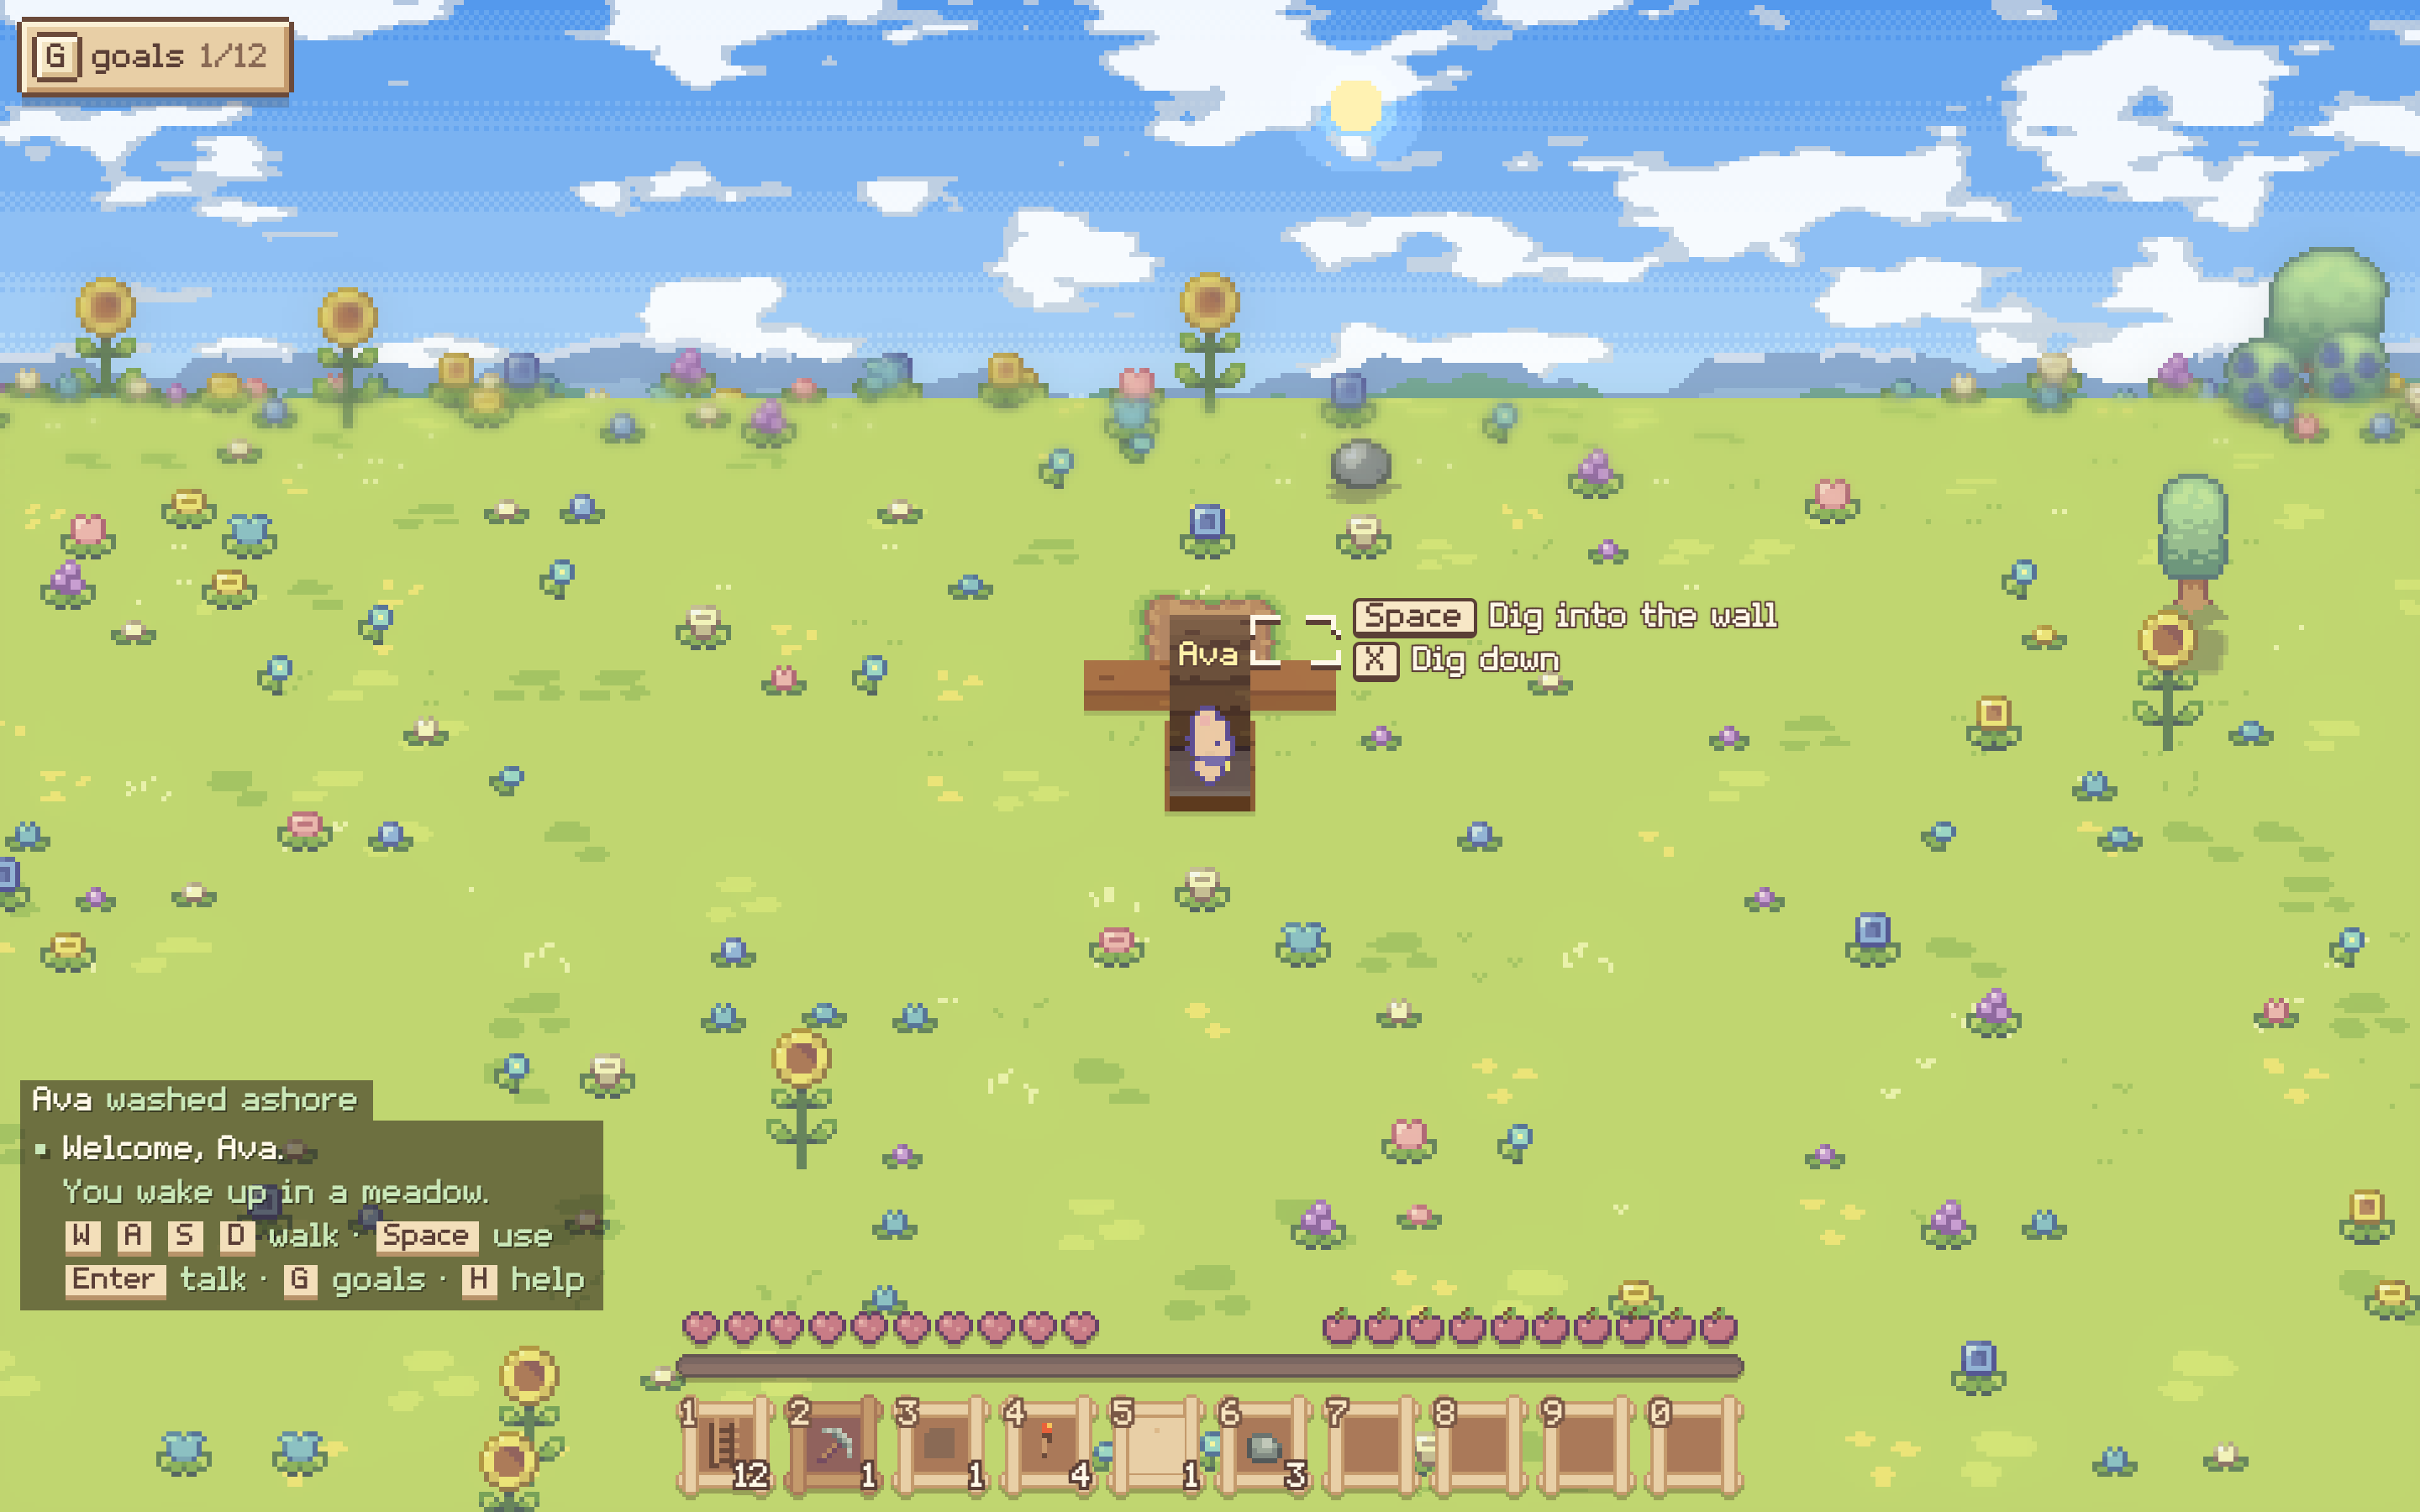 G goals 1/12
Space Dig into the wall
Ava
X Dig down
Ava washed ashore
Welcome, Ava.
You wake up in a meadow.
W A S D walk · Space use
Enter talk · G goals · H help
1 2 3 4 5 6 7 8 9 0
12 1 1 4 1 3